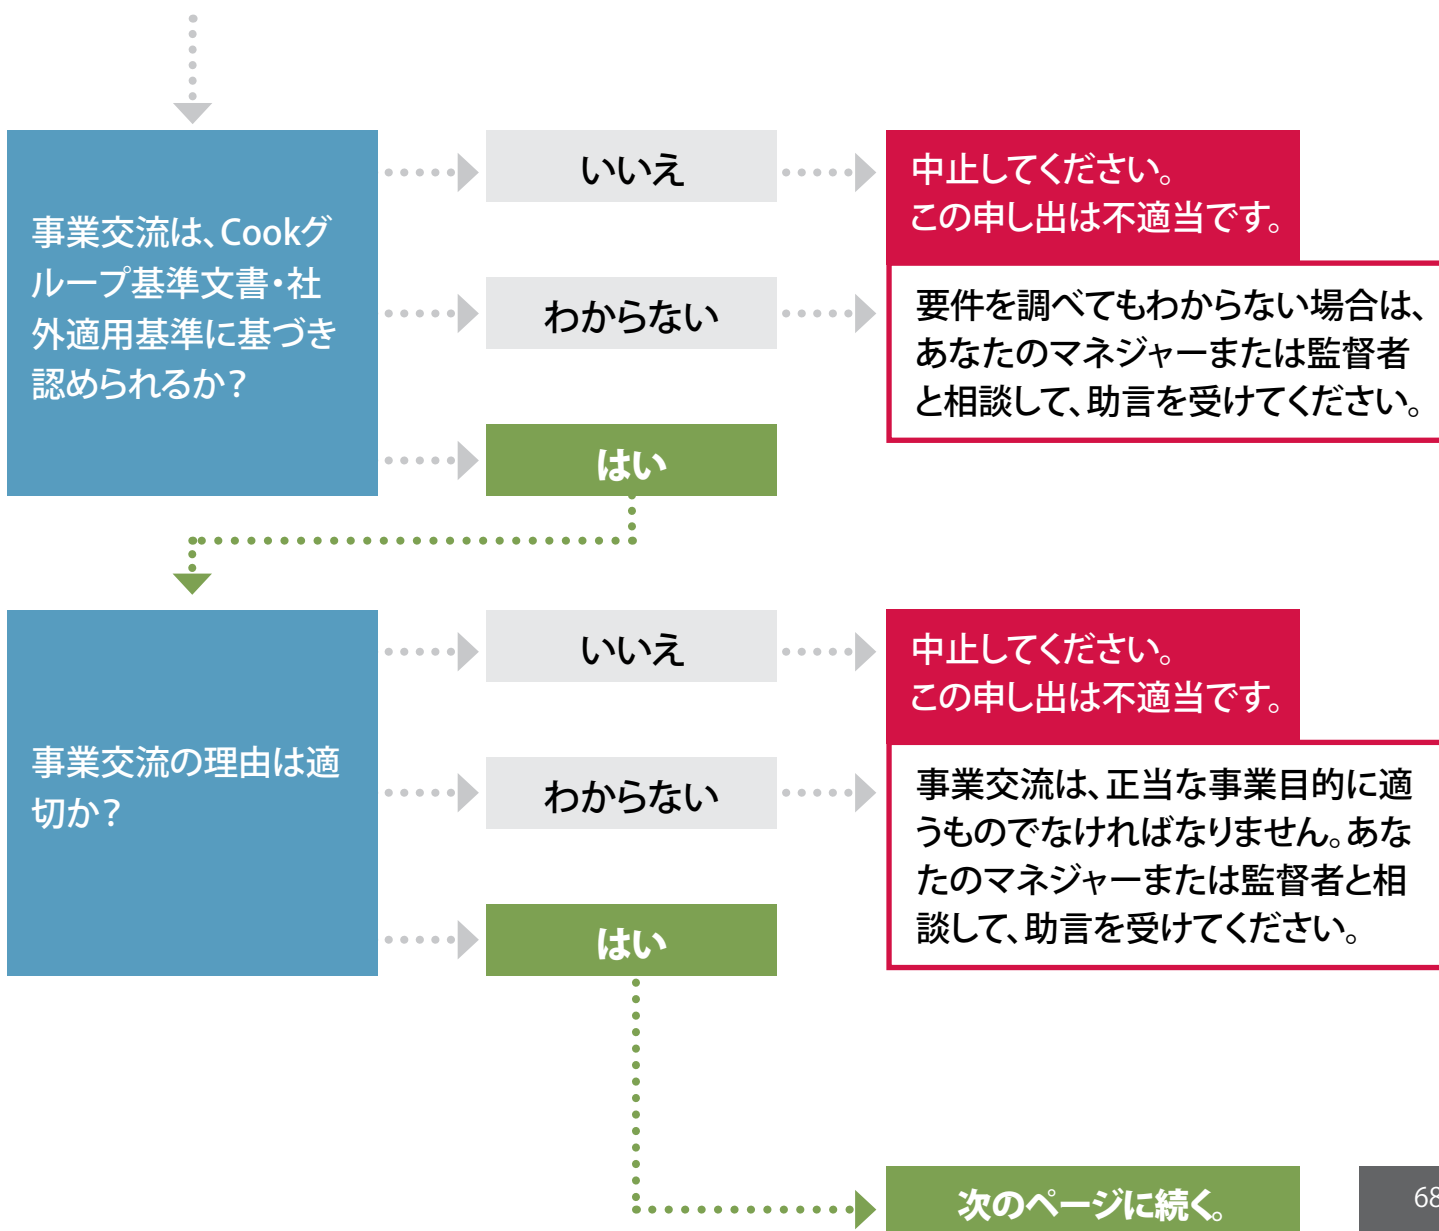 事業交流は、Cookグ
ループ基準文書・社
外適用基準に基づき
認められるか？
いいえ
中止してください。
この申し出は不適当です。
わからない
要件を調べてもわからない場合は、
あなたのマネジャーまたは監督者
と相談して、助言を受けてください。
はい
事業交流の理由は適
切か？
いいえ
中止してください。
この申し出は不適当です。
わからない
事業交流は、正当な事業目的に適
うものでなければなりません。あな
たのマネジャーまたは監督者と相
談して、助言を受けてください。
はい
次のページに続く。
68